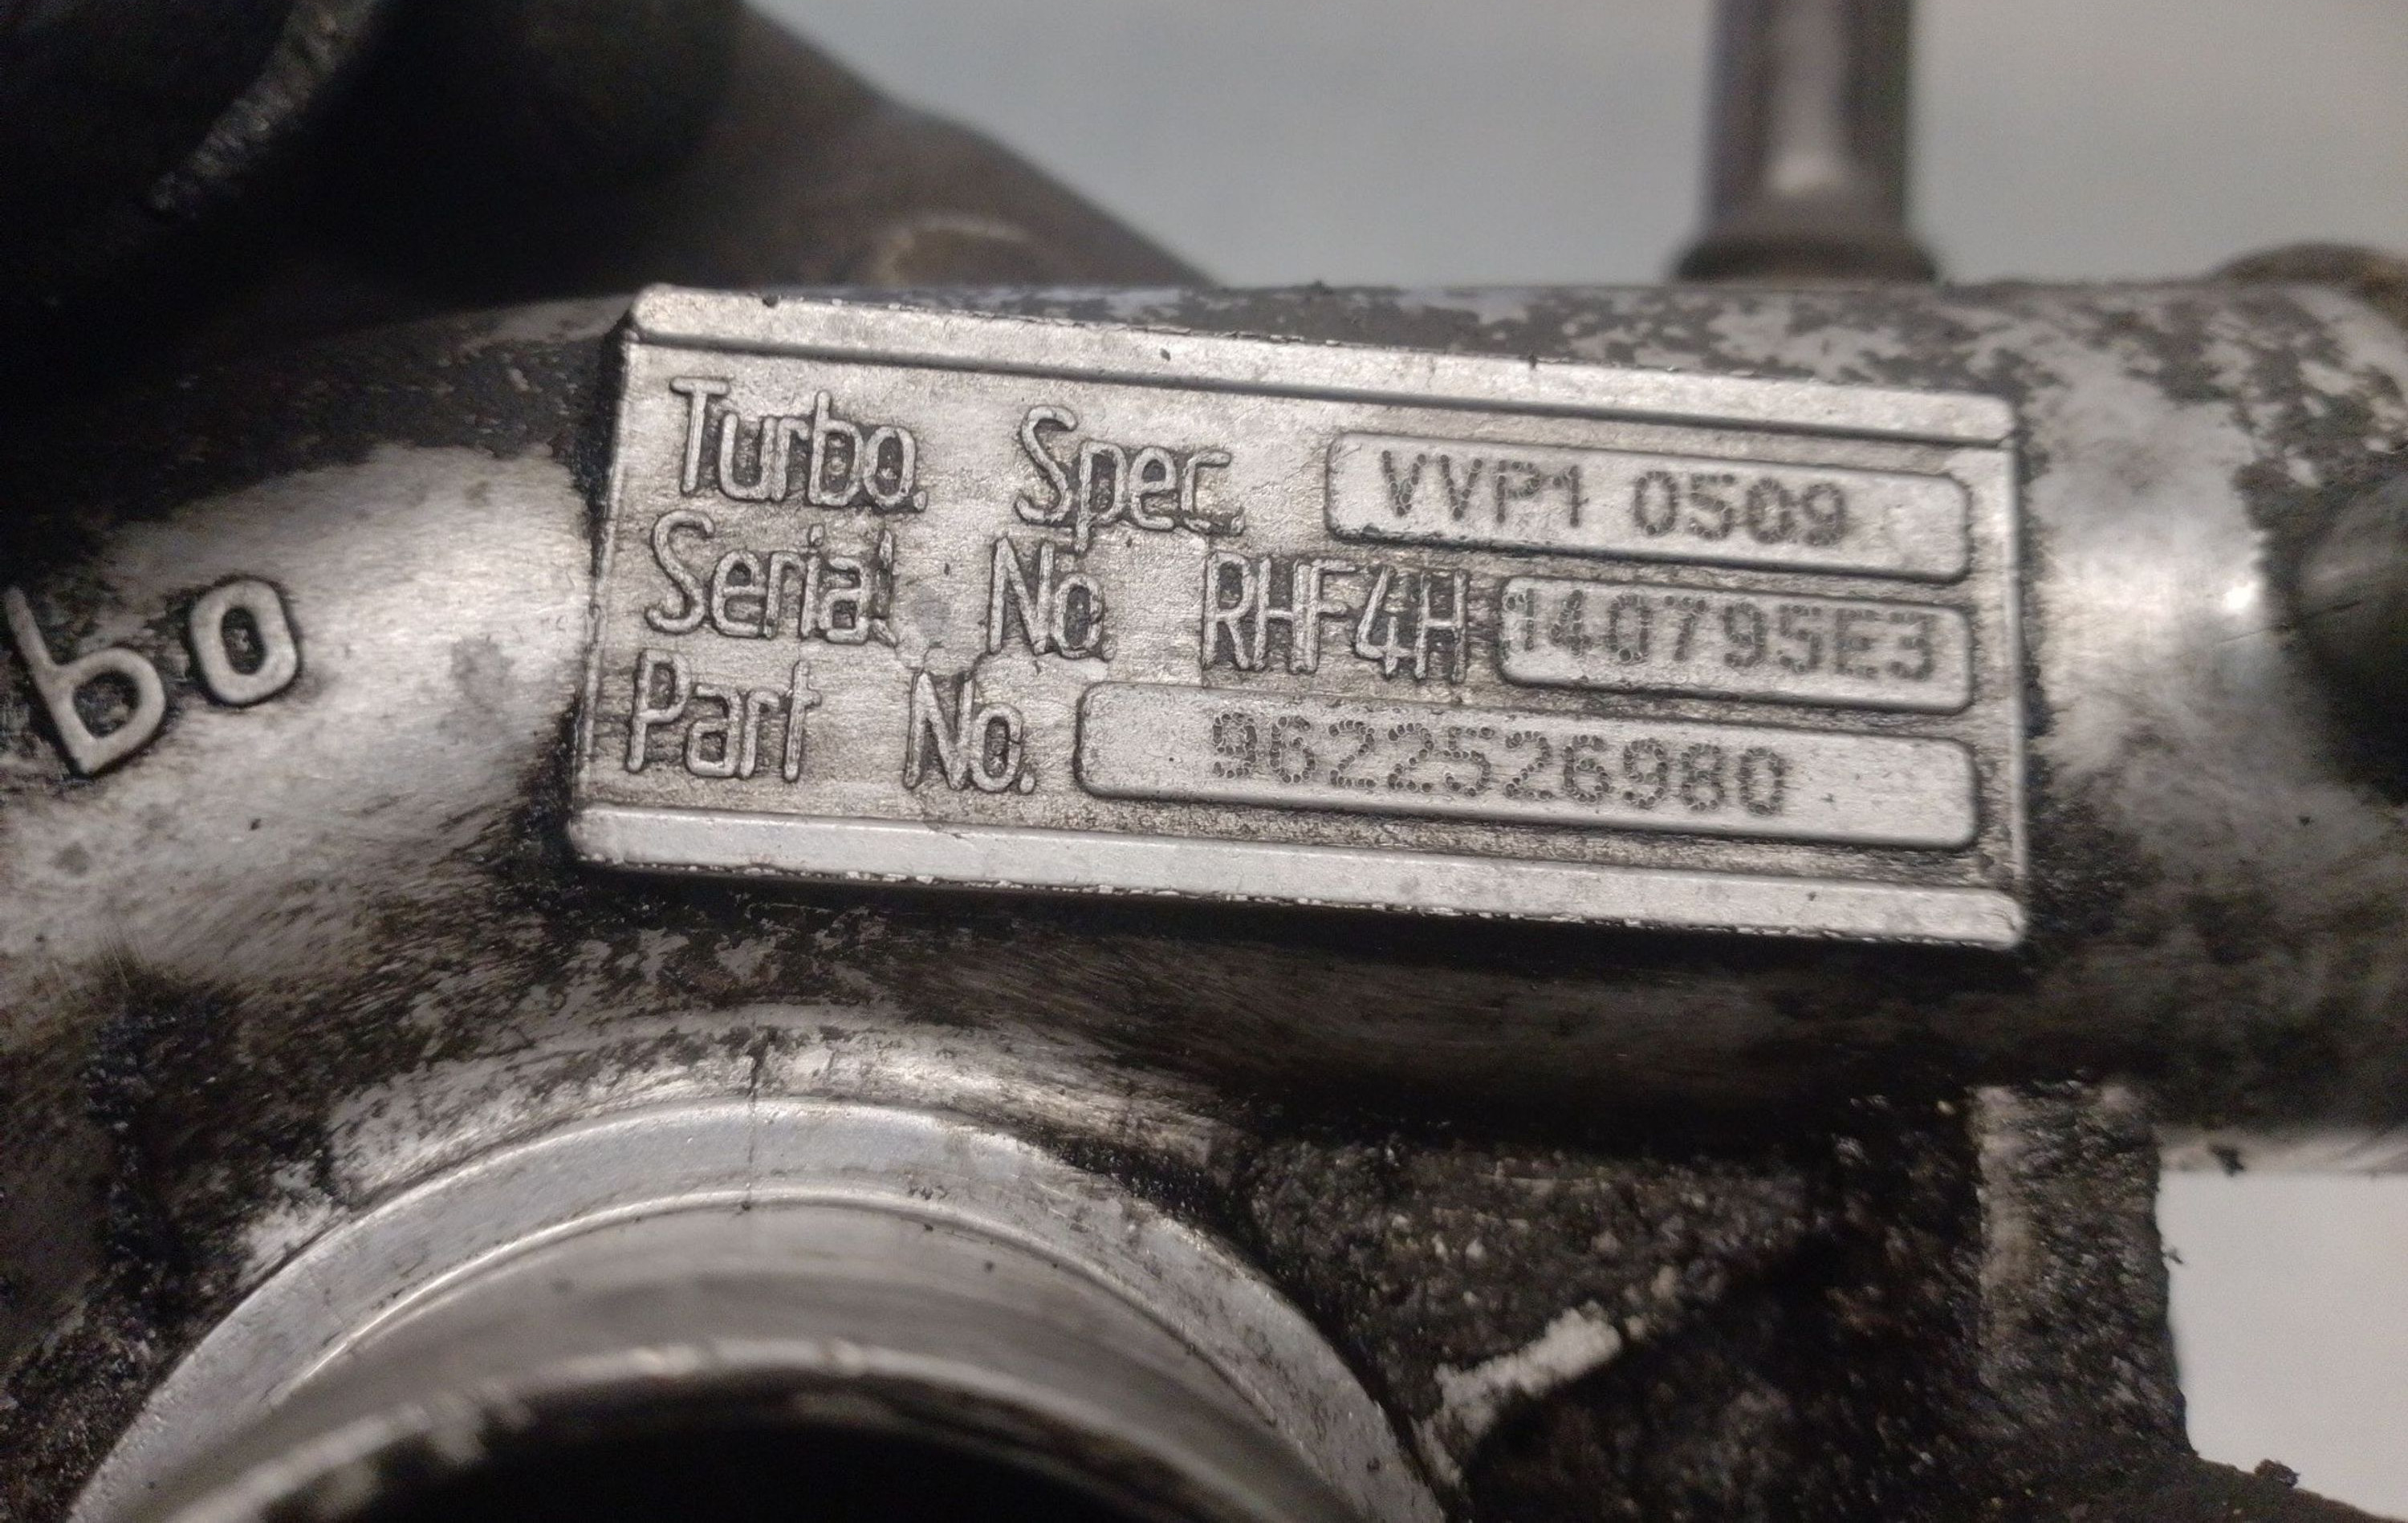 bo
Turbo. Spec. VVP1 0509
Serial No. RHF4H 140795E3
Part No. 9622526980